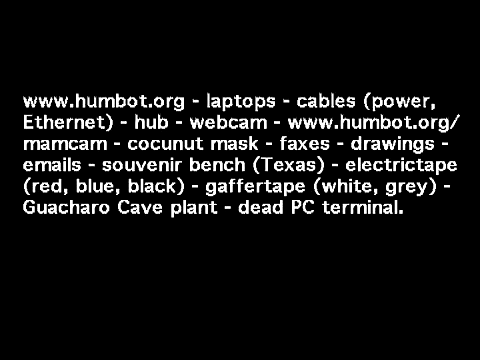 www.humbot.org - laptops - cables (power,
Ethernet) - hub - webcam - www.humbot.org/
mamcam - coconut mask - faxes - drawings -
emails - souvenir bench (Texas) - electrictape
(red, blue, black) - gaffertape (white, grey) -
Guacharo Cave plant - dead PC terminal.